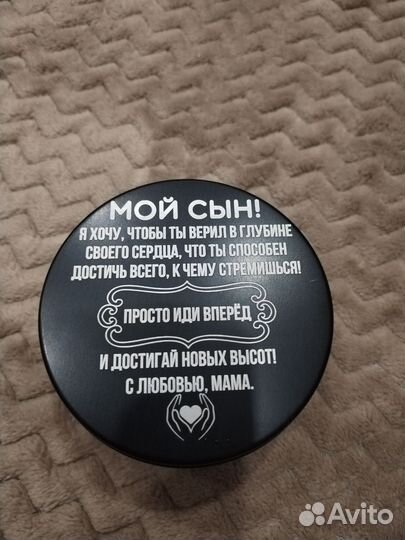 МОЙ СЫН!
Я ХОЧУ, ЧТОБЫ ТЫ ВЕРИЛ В ГЛУБИНЕ
СВОЕГО СЕРДЦА, ЧТО ТЫ СПОСОБЕН
ДОСТИЧЬ ВСЕГО, К ЧЕМУ СТРЕМИШЬСЯ!
ПРОСТО ИДИ ВПЕРЁД
И ДОСТИГАЙ НОВЫХ ВЫСОТ!
С ЛЮБОВЬЮ, МАМА.
Avito